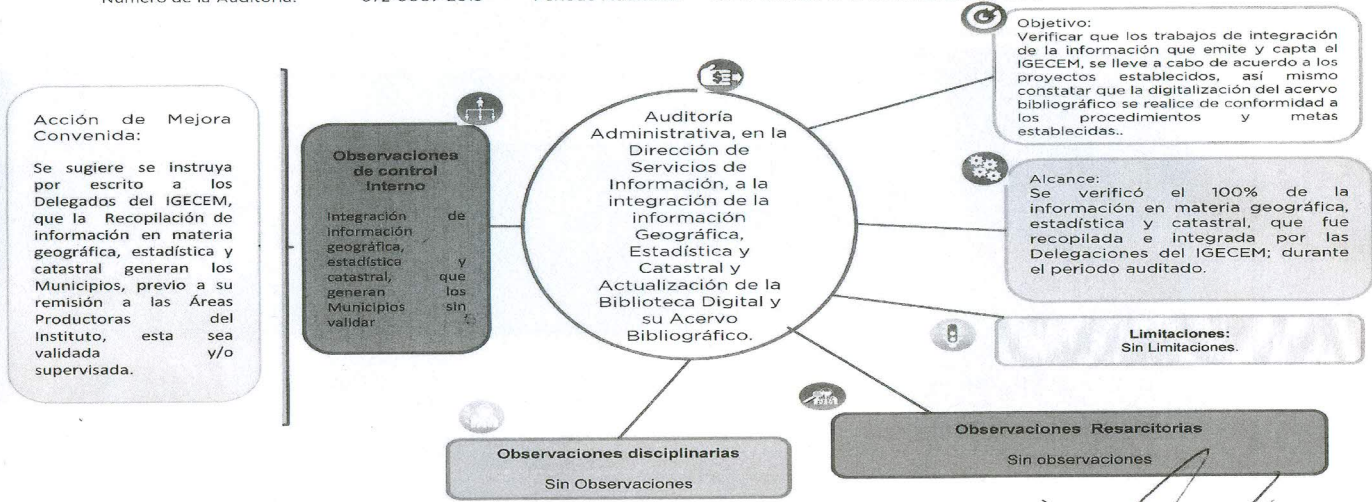 Número de la Auditoría:
Objetivo:
Verificar que los trabajos de integración
de la información que emite y capta el
IGECEM, se lleve a cabo de acuerdo a los
proyectos establecidos, así mismo
constatar que la digitalización del acervo
bibliográfico se realice de conformidad a
los procedimientos y metas
establecidas..
Acción de Mejora
Convenida:
Se sugiere se instruya
por escrito a los
Delegados del IGECEM,
que la Recopilación de
información en materia
geográfica, estadística y
catastral generan los
Municipios, previo a su
remisión a las Áreas
Productoras del
Instituto, esta sea
validada y/o
supervisada.
Observaciones
de control
Interno
Integración de
información
geográfica,
estadística y
catastral, que
generan los
Municipios sin
validar
Auditoría
Administrativa, en la
Dirección de
Servicios de
Información, a la
integración de la
información
Geográfica,
Estadística y
Catastral y
Actualización de la
Biblioteca Digital y
su Acervo
Bibliográfico.
Alcance:
Se verificó el 100% de la
información en materia geográfica,
estadística y catastral, que fue
recopilada e integrada por las
Delegaciones del IGECEM; durante
el periodo auditado.
Limitaciones:
Sin Limitaciones.
Observaciones Resarcitorias
Sin observaciones
Observaciones disciplinarias
Sin Observaciones